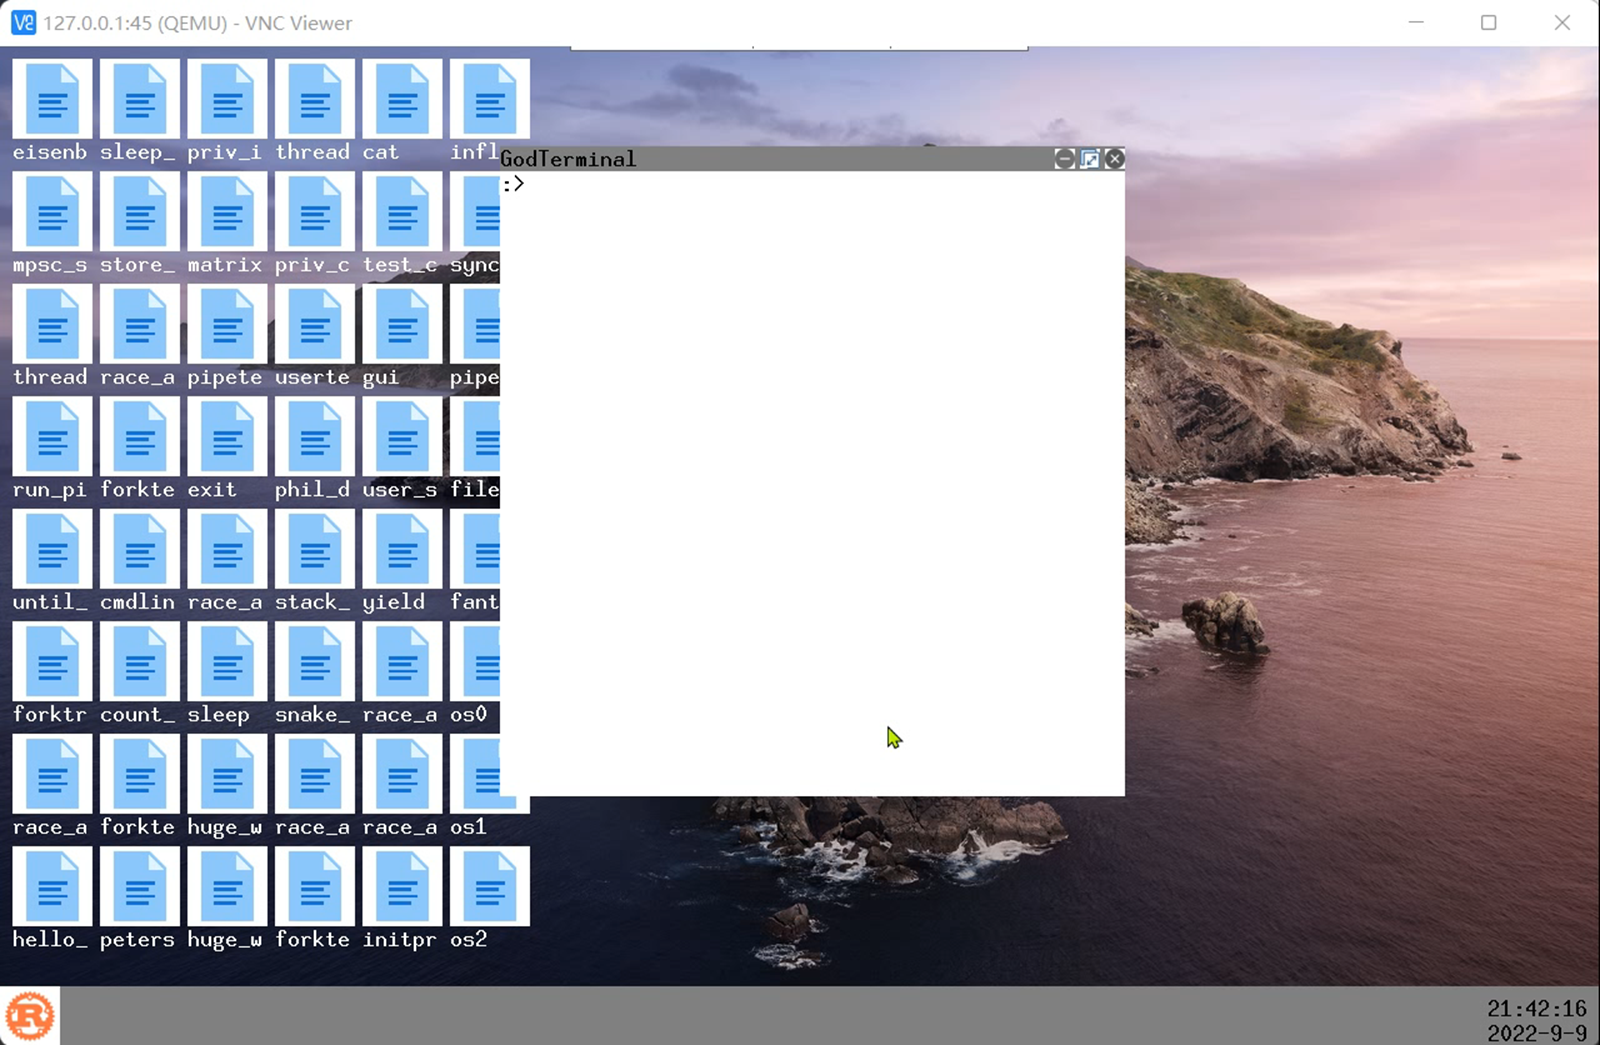 127.0.0.1:45 (QEMU) - VNC Viewer
eisenb sleep_ priv_i thread cat infl
GodTerminal
:>
mpsc_s store_ matrix priv_c test_c sync
thread race_a pipete userte gui pipe
run_pi forkte exit phil_d user_s file
until_ cmdlin race_a stack_ yield fant
forktr count_ sleep snake_ race_a os0
race_a forkte huge_w race_a race_a os1
hello_ peters huge_w forkte initpr os2
21:42:16
2022-9-9